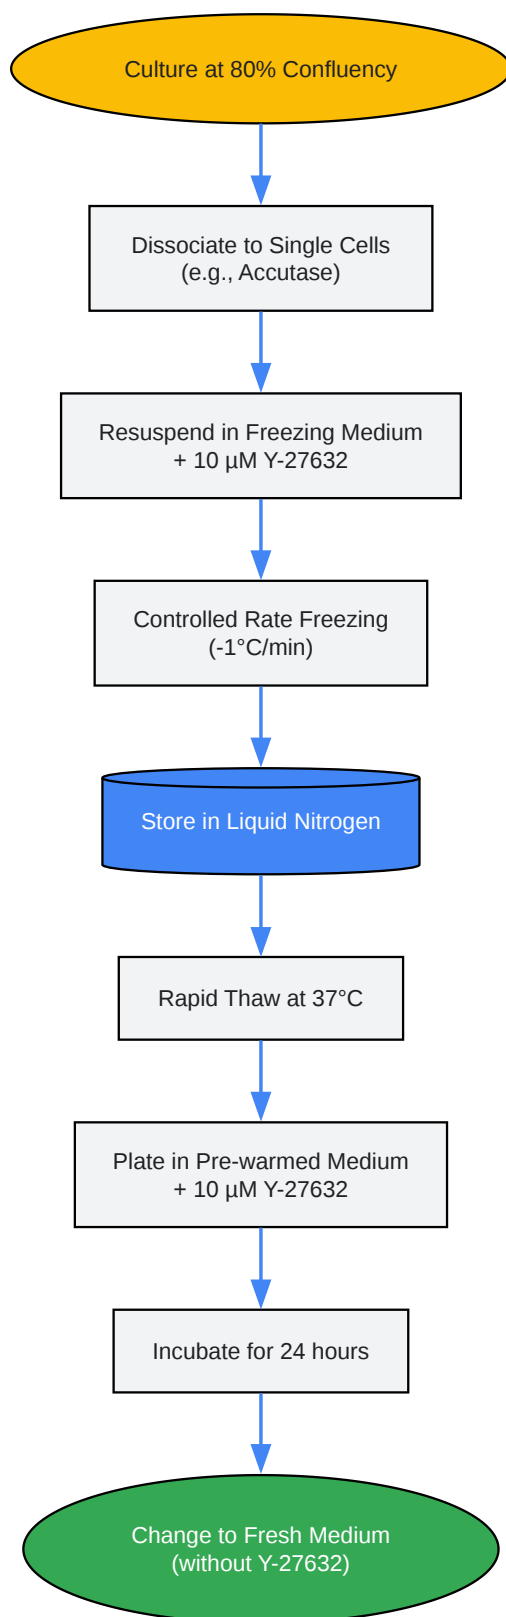 Culture at 80% Confluency
Dissociate to Single Cells
(e.g., Accutase)
Resuspend in Freezing Medium
+ 10 µM Y-27632
Controlled Rate Freezing
(-1°C/min)
Store in Liquid Nitrogen
Rapid Thaw at 37°C
Plate in Pre-warmed Medium
+ 10 µM Y-27632
Incubate for 24 hours
Change to Fresh Medium
(without Y-27632)